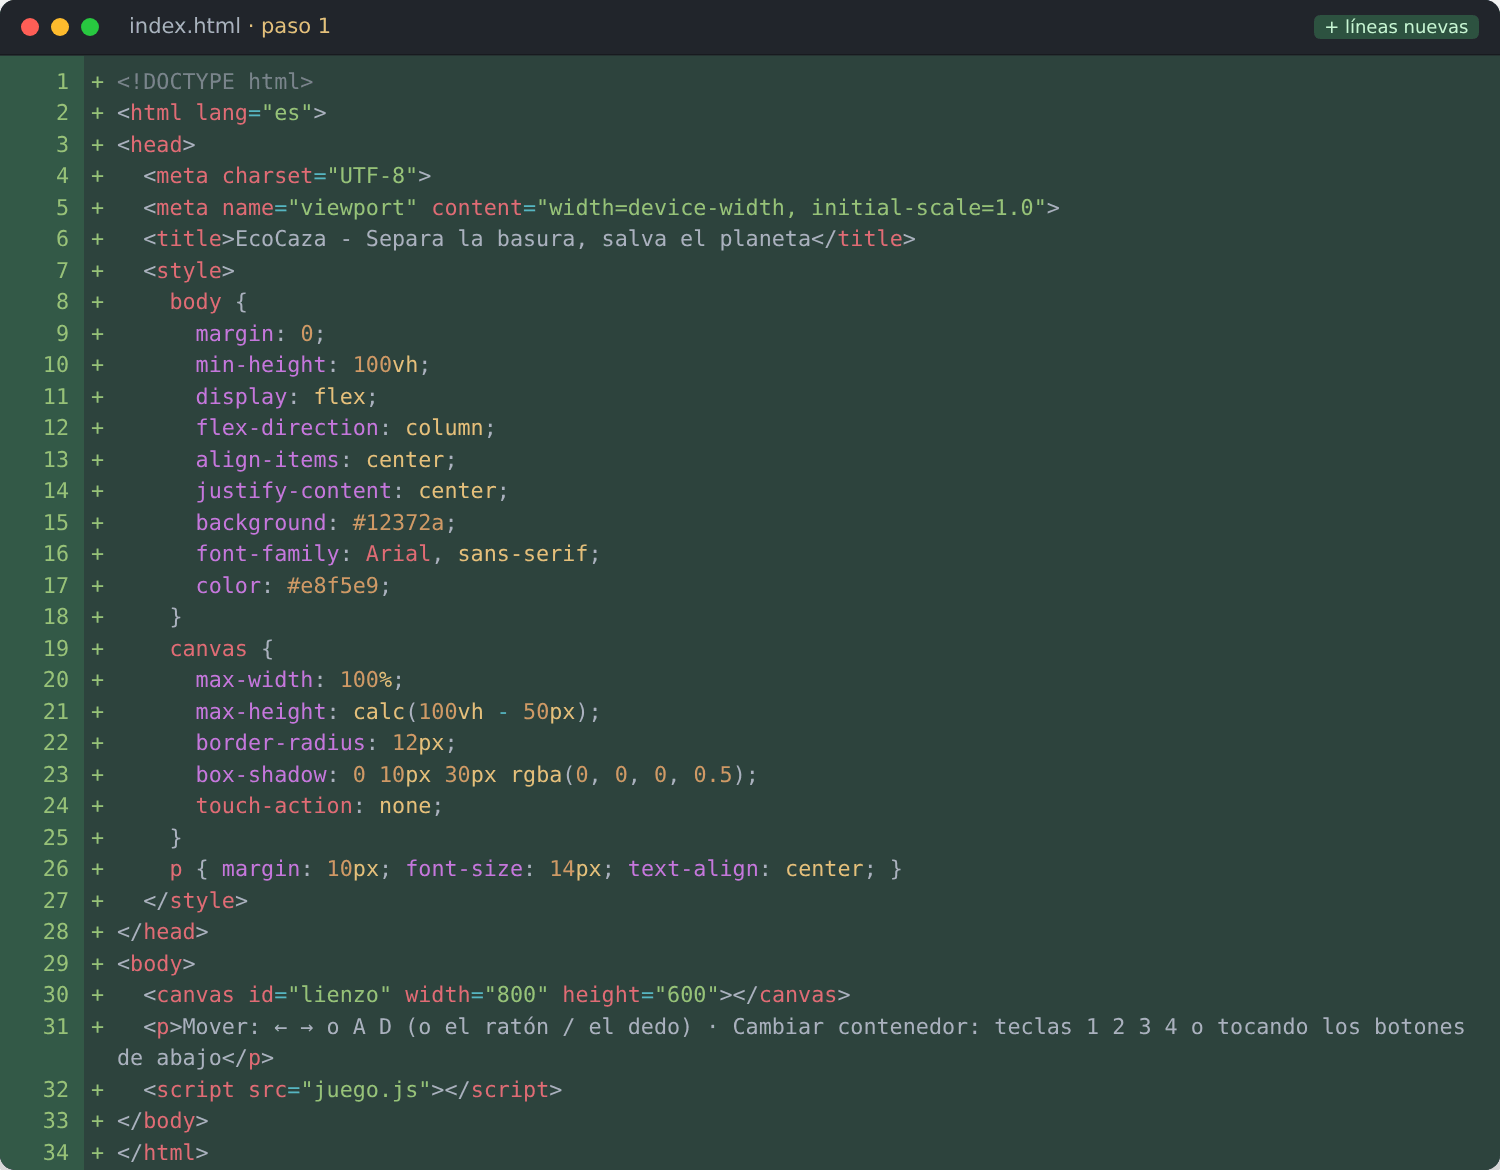 index.html · paso 1
+ líneas nuevas
1 + <!DOCTYPE html>
2 + <html lang="es">
3 + <head>
4 +   <meta charset="UTF-8">
5 +   <meta name="viewport" content="width=device-width, initial-scale=1.0">
6 +   <title>EcoCaza - Separa la basura, salva el planeta</title>
7 +   <style>
8 +     body {
9 +       margin: 0;
10 +       min-height: 100vh;
11 +       display: flex;
12 +       flex-direction: column;
13 +       align-items: center;
14 +       justify-content: center;
15 +       background: #12372a;
16 +       font-family: Arial, sans-serif;
17 +       color: #e8f5e9;
18 +     }
19 +     canvas {
20 +       max-width: 100%;
21 +       max-height: calc(100vh - 50px);
22 +       border-radius: 12px;
23 +       box-shadow: 0 10px 30px rgba(0, 0, 0, 0.5);
24 +       touch-action: none;
25 +     }
26 +     p { margin: 10px; font-size: 14px; text-align: center; }
27 +   </style>
28 + </head>
29 + <body>
30 +   <canvas id="lienzo" width="800" height="600"></canvas>
31 +   <p>Mover: ← → o A D (o el ratón / el dedo) · Cambiar contenedor: teclas 1 2 3 4 o tocando los botones
de abajo</p>
32 +   <script src="juego.js"></script>
33 + </body>
34 + </html>